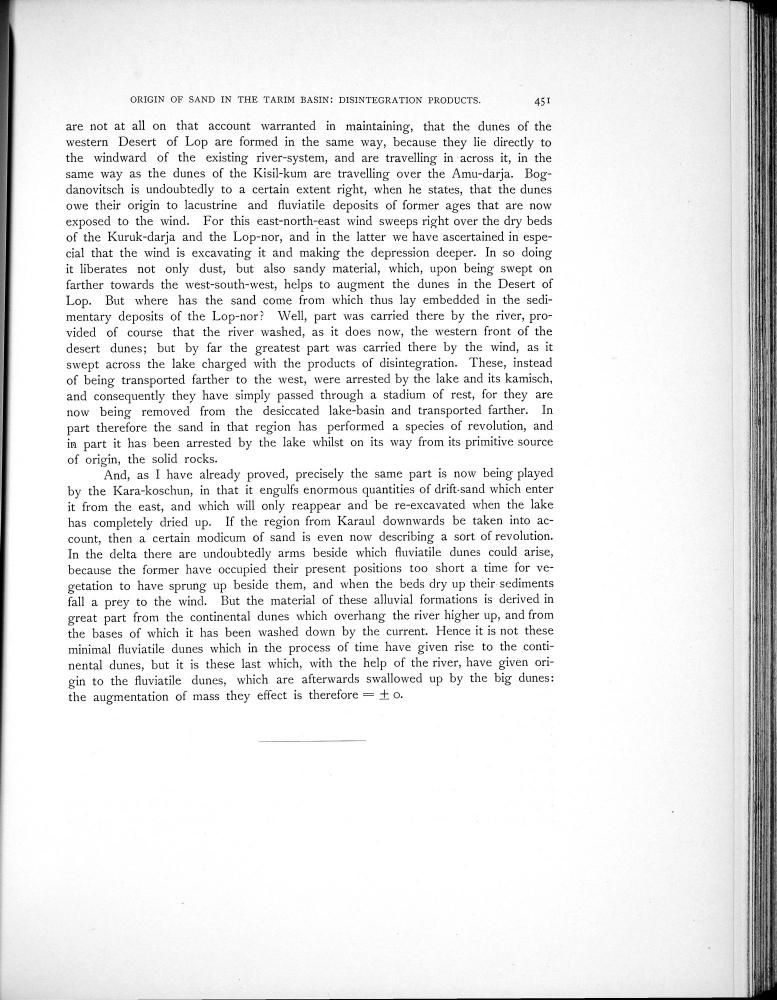 ORIGIN OF SAND IN THE TARIM BASIN: DISINTEGRATION PRODUCTS. 451
are not at all on that account warranted in maintaining, that the dunes of the
western Desert of Lop are formed in the same way, because they lie directly to
the windward of the existing river-system, and are travelling in across it, in the
same way as the dunes of the Kisil-kum are travelling over the Amu-darja. Bog-
danovitsch is undoubtedly to a certain extent right, when he states, that the dunes
owe their origin to lacustrine and fluviatile deposits of former ages that are now
exposed to the wind. For this east-north-east wind sweeps right over the dry beds
of the Kuruk-darja and the Lop-nor, and in the latter we have ascertained in espe-
cial that the wind is excavating it and making the depression deeper. In so doing
it liberates not only dust, but also sandy material, which, upon being swept on
farther towards the west-south-west, helps to augment the dunes in the Desert of
Lop. But where has the sand come from which thus lay embedded in the sedi-
mentary deposits of the Lop-nor? Well, part was carried there by the river, pro-
vided of course that the river washed, as it does now, the western front of the
desert dunes; but by far the greatest part was carried there by the wind, as it
swept across the lake charged with the products of disintegration. These, instead
of being transported farther to the west, were arrested by the lake and its kamisch,
and consequently they have simply passed through a stadium of rest, for they are
now being removed from the desiccated lake-basin and transported farther. In
part therefore the sand in that region has performed a species of revolution, and
in part it has been arrested by the lake whilst on its way from its primitive source
of origin, the solid rocks.
And, as I have already proved, precisely the same part is now being played
by the Kara-koschun, in that it engulfs enormous quantities of drift-sand which enter
it from the east, and which will only reappear and be re-excavated when the lake
has completely dried up. If the region from Karaul downwards be taken into ac-
count, then a certain modicum of sand is even now describing a sort of revolution.
In the delta there are undoubtedly arms beside which fluviatile dunes could arise,
because the former have occupied their present positions too short a time for ve-
getation to have sprung up beside them, and when the beds dry up their sediments
fall a prey to the wind. But the material of these alluvial formations is derived in
great part from the continental dunes which overhang the river higher up, and from
the bases of which it has been washed down by the current. Hence it is not these
minimal fluviatile dunes which in the process of time have given rise to the conti-
nental dunes, but it is these last which, with the help of the river, have given ori-
gin to the fluviatile dunes, which are afterwards swallowed up by the big dunes:
the augmentation of mass they effect is therefore = ± 0.